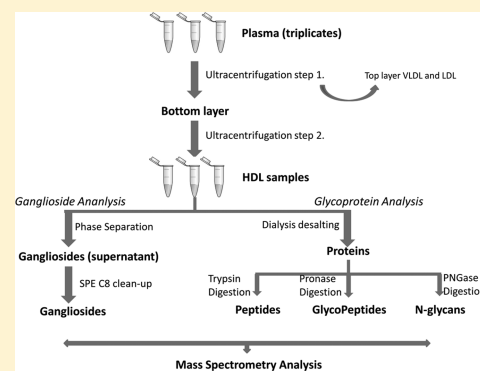 Plasma (triplicates)
Ultracentrifugation step 1.
Top layer VLDL and LDL
Bottom layer
Ultracentrifugation step 2.
HDL samples
Ganglioside Ananlysis
Glycoprotein Analysis
Phase Separation
Dialysis desalting
Gangliosides (supernatant)
Proteins
SPE C8 clean-up
Trypsin
Digestion
Pronase
Digestion
PNGase
Digestio
Gangliosides
Peptides
GlycoPeptides
N-glycans
Mass Spectrometry Analysis